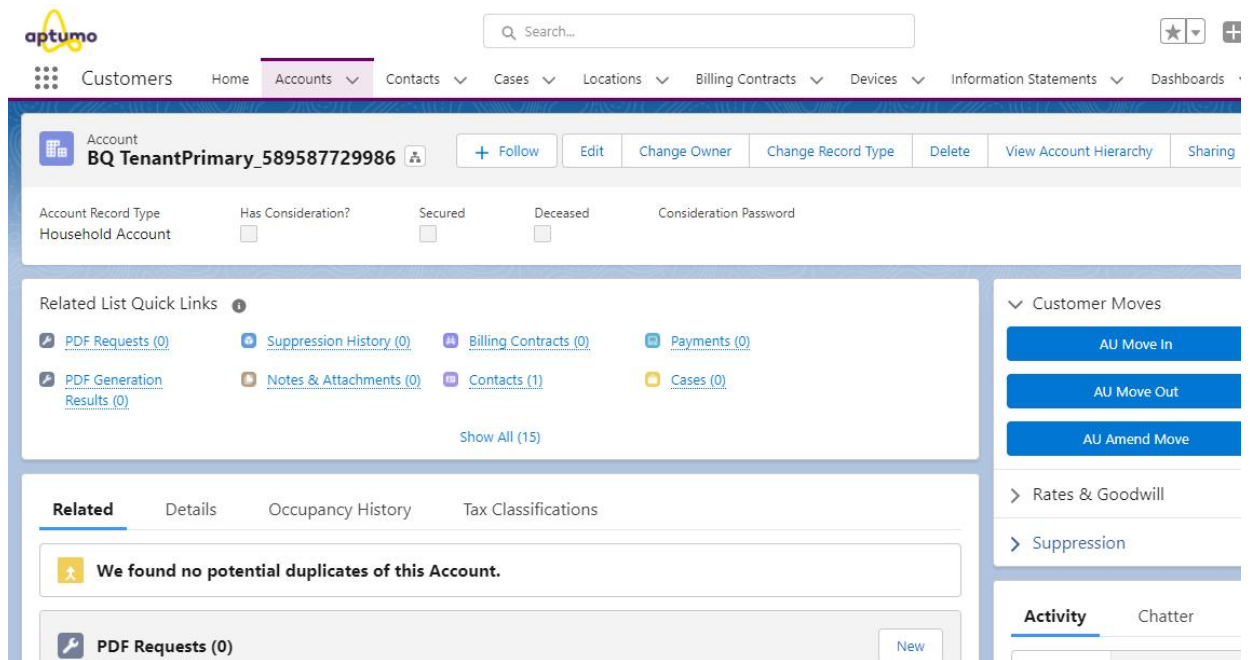 aptumo
Search...
Customers Home Accounts Contacts Cases Locations Billing Contracts Devices Information Statements Dashboards
Account
BQ TenantPrimary_589587729986
+ Follow Edit Change Owner Change Record Type Delete View Account Hierarchy Sharing
Account Record Type Has Consideration? Secured Deceased Consideration Password
Household Account
Related List Quick Links
PDF Requests (0) Suppression History (0) Billing Contracts (0) Payments (0)
PDF Generation Notes & Attachments (0) Contacts (1) Cases (0)
Results (0)
Show All (15)
Customer Moves
AU Move In
AU Move Out
AU Amend Move
Rates & Goodwill
Suppression
Related Details Occupancy History Tax Classifications
We found no potential duplicates of this Account.
PDF Requests (0) New
Activity Chatter